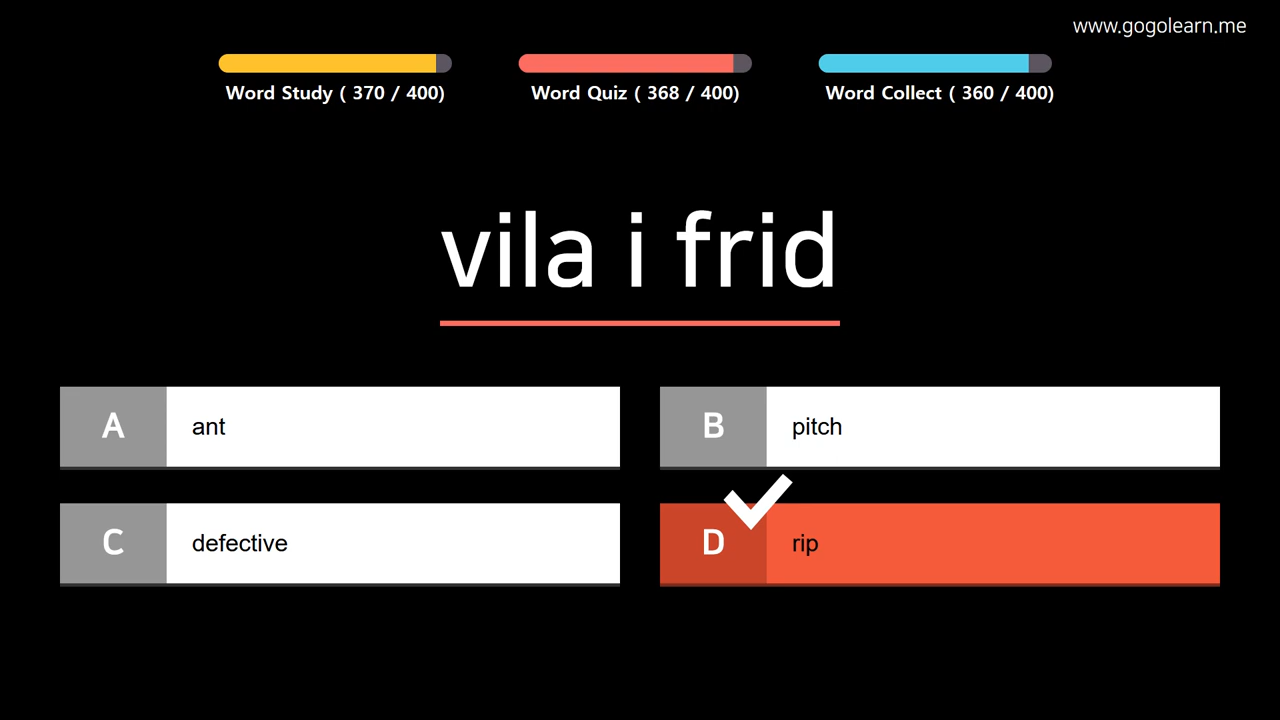 www.gogolearn.me
Word Study ( 370 / 400)
Word Quiz ( 368 / 400)
Word Collect ( 360 / 400)
vila i frid
A ant
B pitch
C defective
D rip